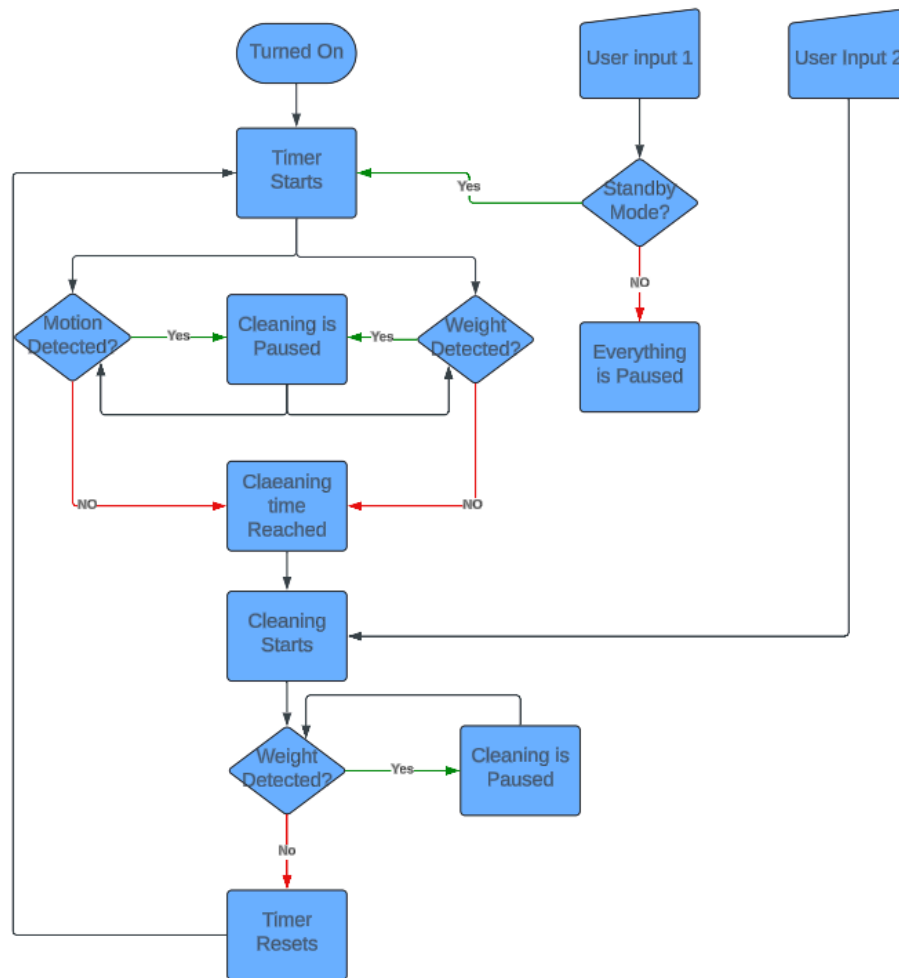 Turned On
User input 1
User Input 2
Timer
Starts
Yes
Standby
Mode?
NO
Motion
Detected?
Yes
Cleaning is
Paused
Yes
Weight
Detected?
Everything
is Paused
NO
Claeaning
time
Reached
NO
Cleaning
Starts
Weight
Detected?
Yes
Cleaning is
Paused
No
Timer
Resets